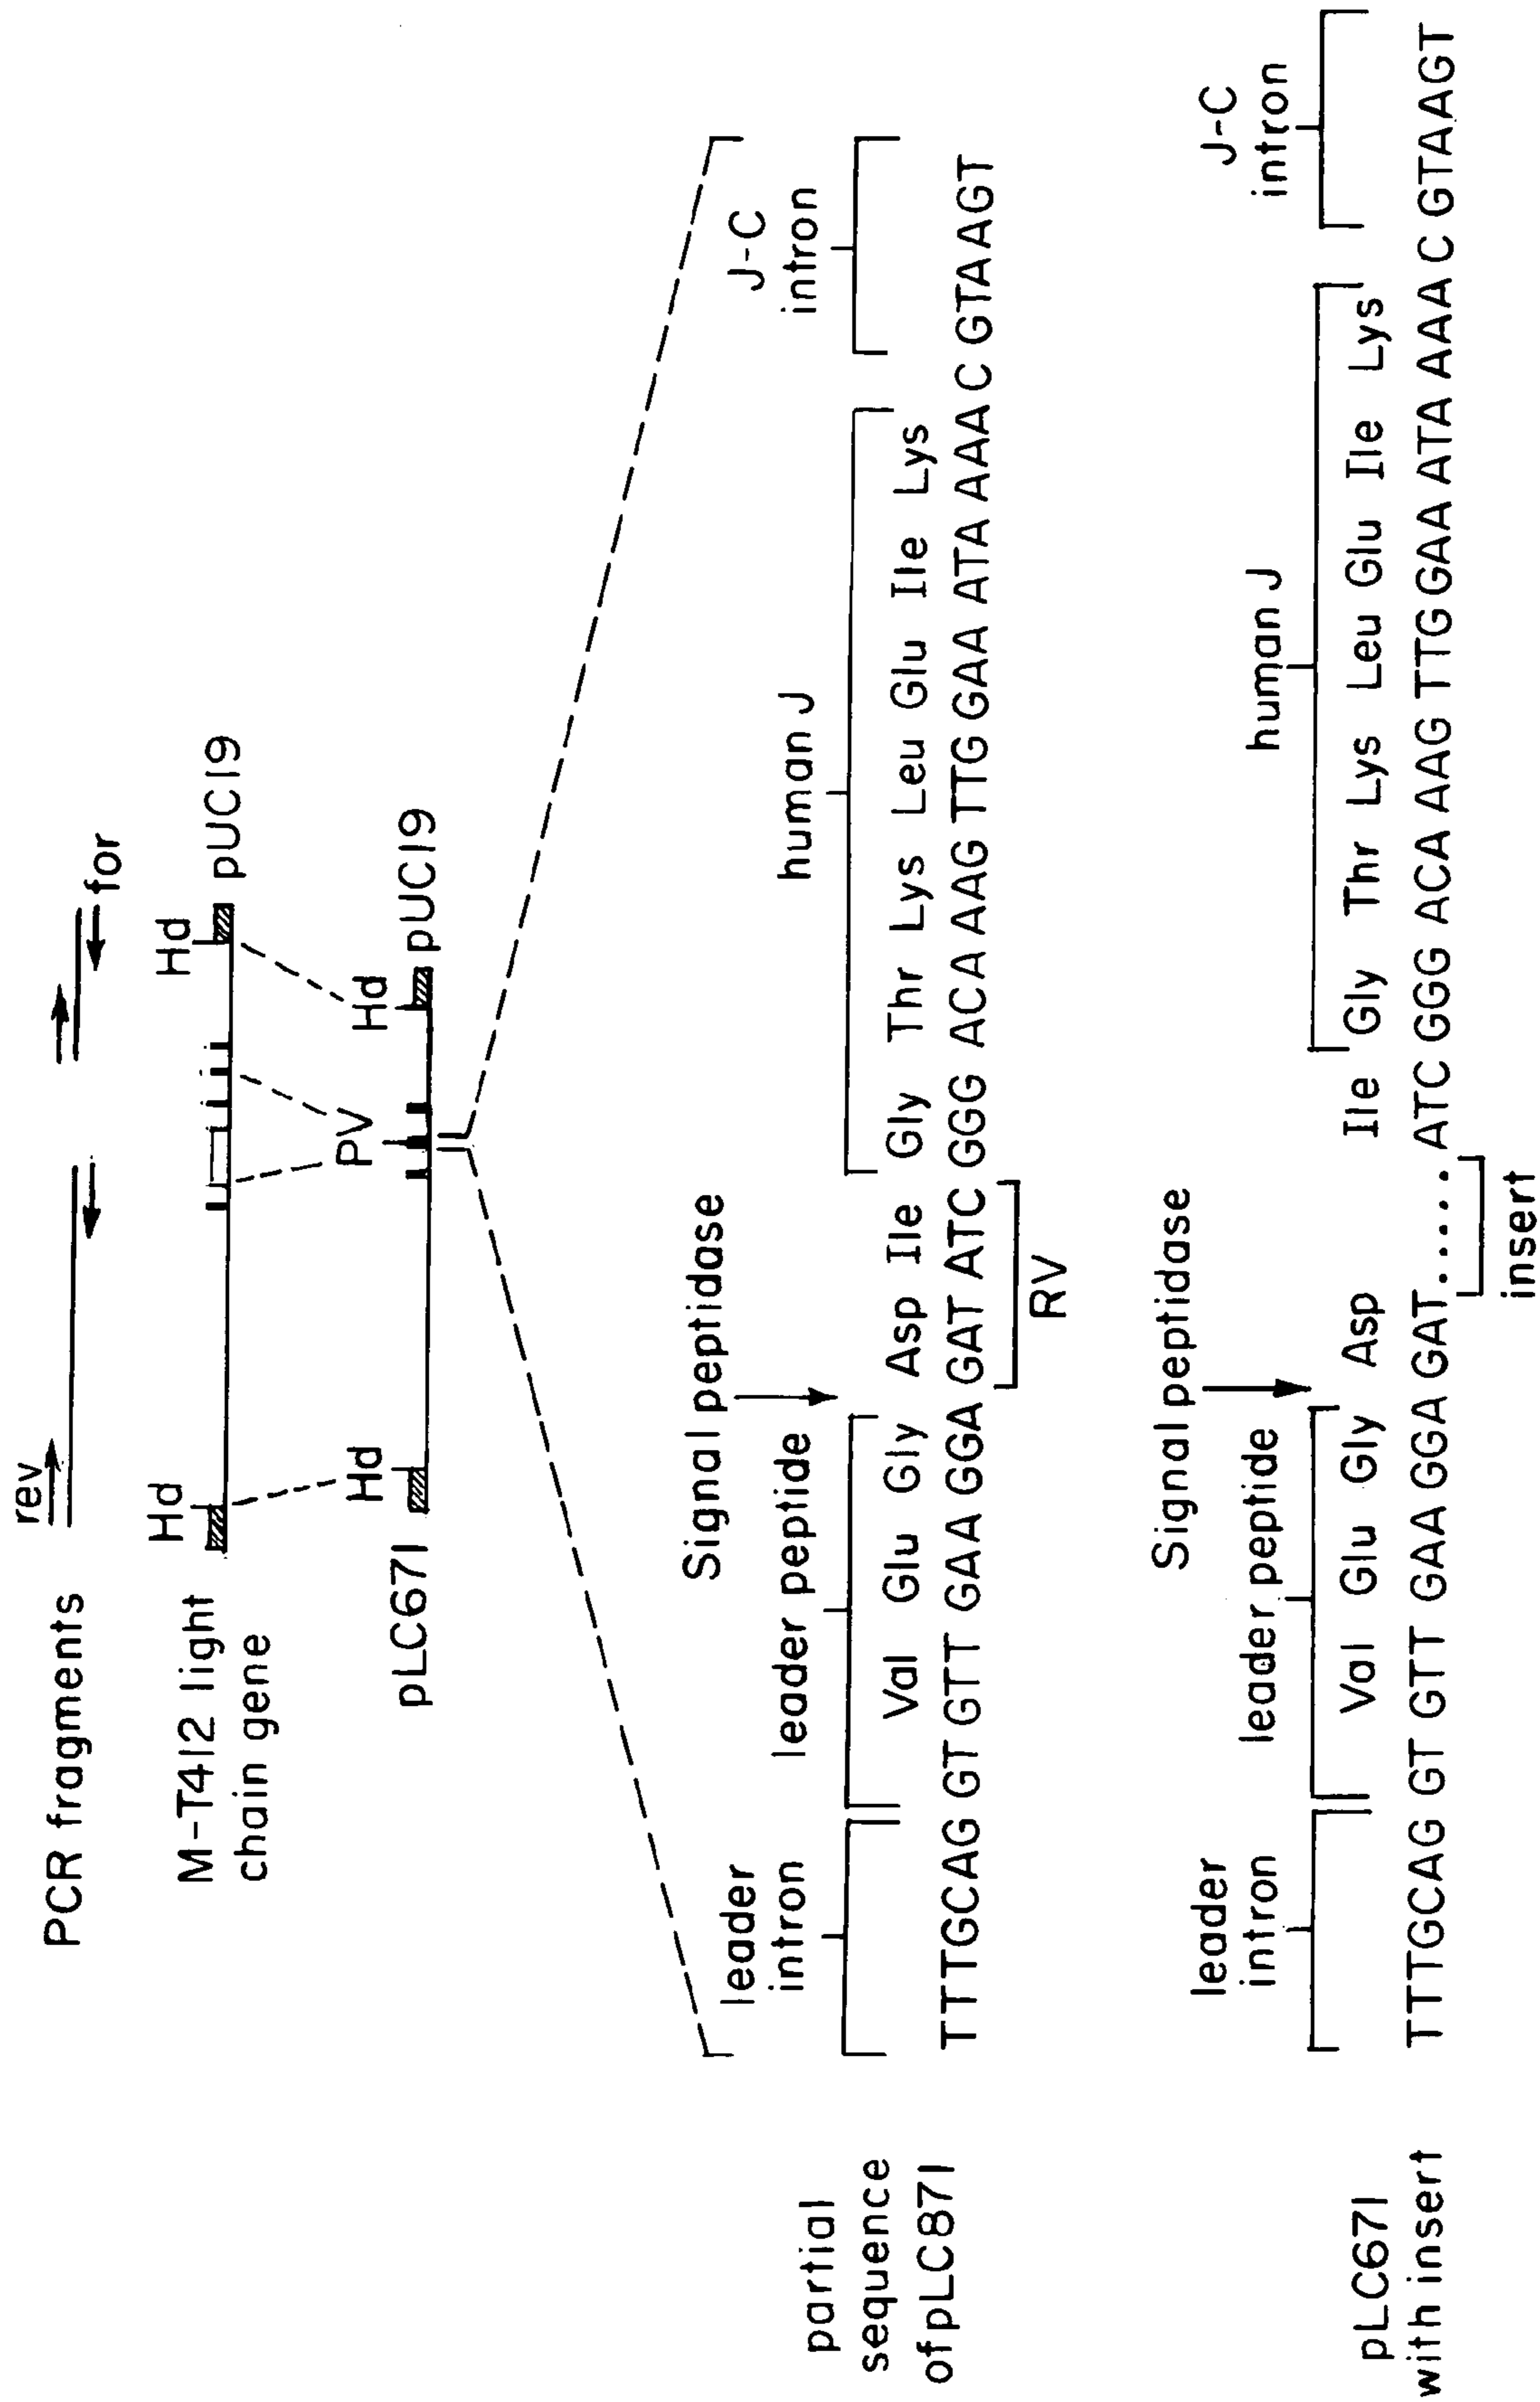 PCR fragments
rev
for
M-T412 light
chain gene
Hd
Hd
pUC19
pLC671
Hd
PV
Hd
pUC19
partial
sequence
of pLC871
leader
intron
leader peptide
Signal peptidase
human J
J-C
intron
Val Glu Gly Asp Ile Gly Thr Lys Leu Glu Ile Lys
TTTGCAG GT GTT GAA GGA GAT ATC GGG ACA AAG TTG GAA ATA AAA C GTAAGT
RV
pLC671
with insert
leader
intron
leader peptide
Signal peptidase
human J
J-C
intron
Val Glu Gly Asp Ile Gly Thr Lys Leu Glu Ile Lys
TTTGCAG GT GTT GAA GGA GAT.....ATC GGG ACA AAG TTG GAA ATA AAA C GTAAGT
insert